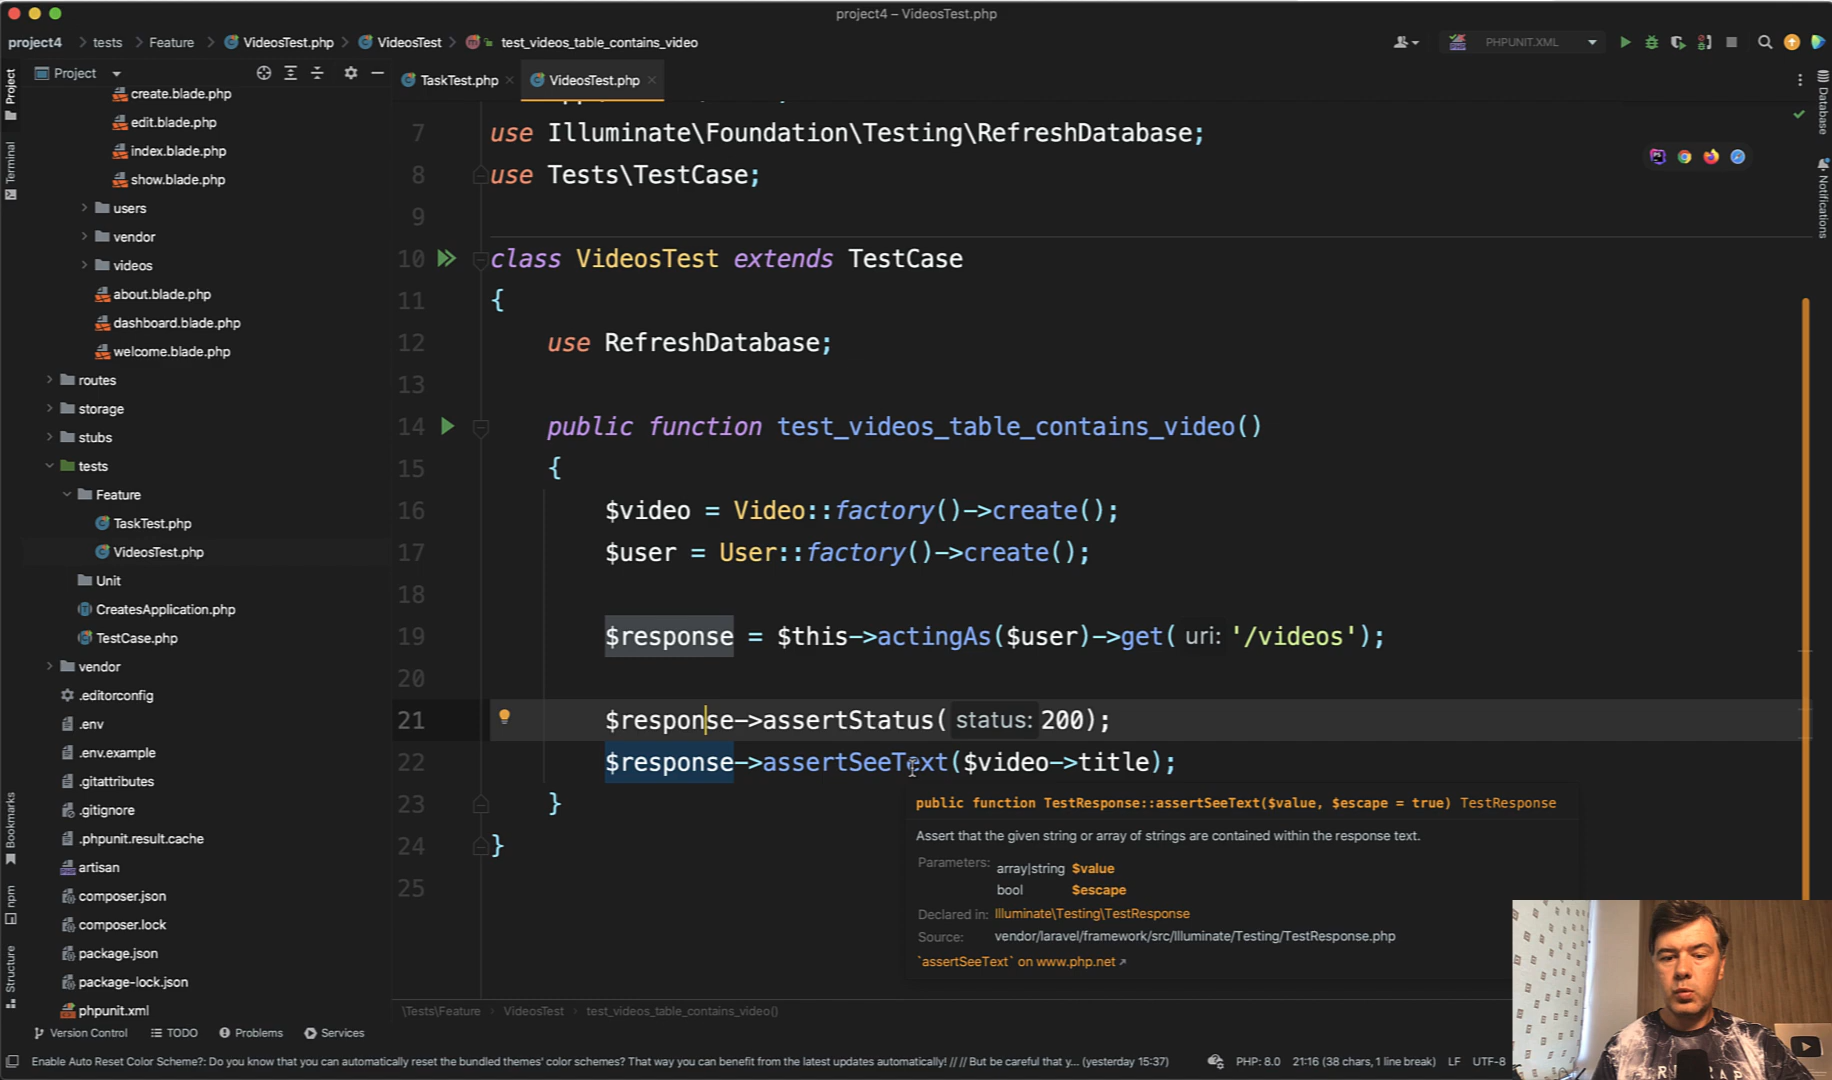 project4 – VideosTest.php
project4 > tests > Feature > VideosTest.php > VideosTest > test_videos_table_contains_video
PHPUNIT.XML
Project
TaskTest.php
VideosTest.php
Project
Terminal
Bookmarks
npm
Structure
Database
Notifications
create.blade.php
edit.blade.php
index.blade.php
show.blade.php
users
vendor
videos
about.blade.php
dashboard.blade.php
welcome.blade.php
routes
storage
stubs
tests
Feature
TaskTest.php
VideosTest.php
Unit
CreatesApplication.php
TestCase.php
vendor
.editorconfig
.env
.env.example
.gitattributes
.gitignore
.phpunit.result.cache
artisan
composer.json
composer.lock
package.json
package-lock.json
phpunit.xml
7 use Illuminate\Foundation\Testing\RefreshDatabase;
8 use Tests\TestCase;
9
10 class VideosTest extends TestCase
11 {
12 use RefreshDatabase;
13
14 public function test_videos_table_contains_video()
15 {
16 $video = Video::factory()->create();
17 $user = User::factory()->create();
18
19 $response = $this->actingAs($user)->get( uri: '/videos');
20
21 $response->assertStatus( status: 200);
22 $response->assertSeeText($video->title);
23 }
24 }
25
public function TestResponse::assertSeeText($value, $escape = true) TestResponse
Assert that the given string or array of strings are contained within the response text.
Parameters: array|string $value
bool $escape
Declared in: Illuminate\Testing\TestResponse
Source: vendor/laravel/framework/src/Illuminate/Testing/TestResponse.php
`assertSeeText` on www.php.net ↗
\Tests\Feature > VideosTest > test_videos_table_contains_video()
Version Control TODO Problems Services
Enable Auto Reset Color Scheme?: Do you know that you can automatically reset the bundled themes' color schemes? That way you can benefit from the latest updates automatically! // // But be careful that y... (yesterday 15:37)
PHP: 8.0 21:16 (38 chars, 1 line break) LF UTF-8